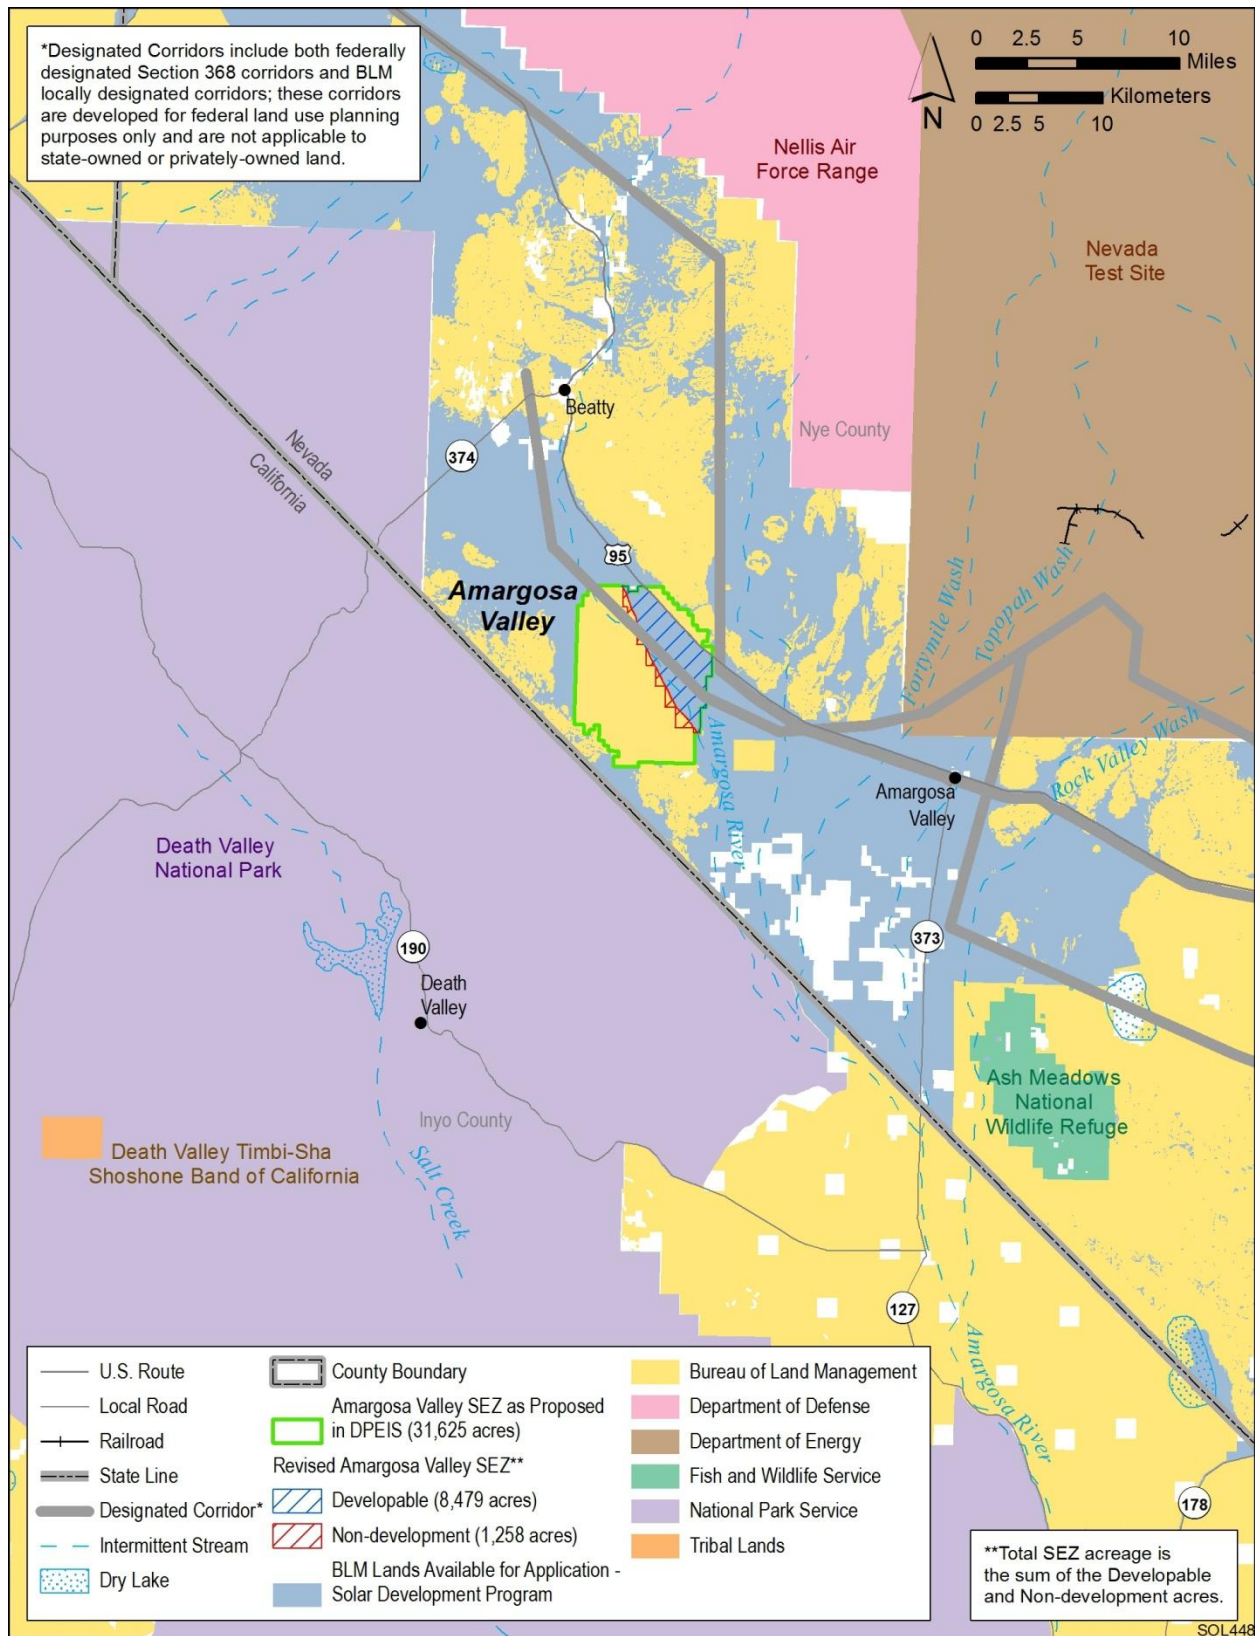 *Designated Corridors include both federally
designated Section 368 corridors and BLM
locally designated corridors; these corridors
are developed for federal land use planning
purposes only and are not applicable to
state-owned or privately-owned land.
0 2.5 5 10
Miles
Kilometers
0 2.5 5 10
N
Nellis Air
Force Range
Nevada
Test Site
Beatty
Nye County
374
Nevada
California
95
Amargosa
Valley
Fortymile Wash
Topopah Wash
Rock Valley Wash
Amargosa River
Amargosa
Valley
Death Valley
National Park
190
373
Death
Valley
Ash Meadows
National
Wildlife Refuge
Inyo County
Death Valley Timbi-Sha
Shoshone Band of California
Salt Creek
127
Amargosa River
178
U.S. Route
Local Road
Railroad
State Line
Designated Corridor*
Intermittent Stream
Dry Lake
County Boundary
Amargosa Valley SEZ as Proposed
in DPEIS (31,625 acres)
Revised Amargosa Valley SEZ**
Developable (8,479 acres)
Non-development (1,258 acres)
BLM Lands Available for Application -
Solar Development Program
Bureau of Land Management
Department of Defense
Department of Energy
Fish and Wildlife Service
National Park Service
Tribal Lands
**Total SEZ acreage is
the sum of the Developable
and Non-development acres.
SOL448